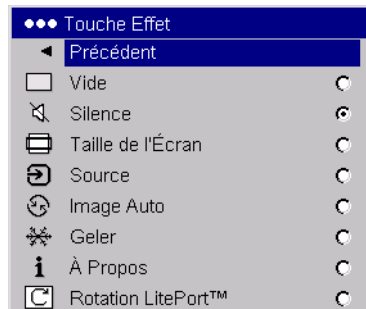 Touche Effet
Précédent
Vide
Silence
Taille de l'Écran
Source
Image Auto
Geler
À Propos
Rotation LitePort™